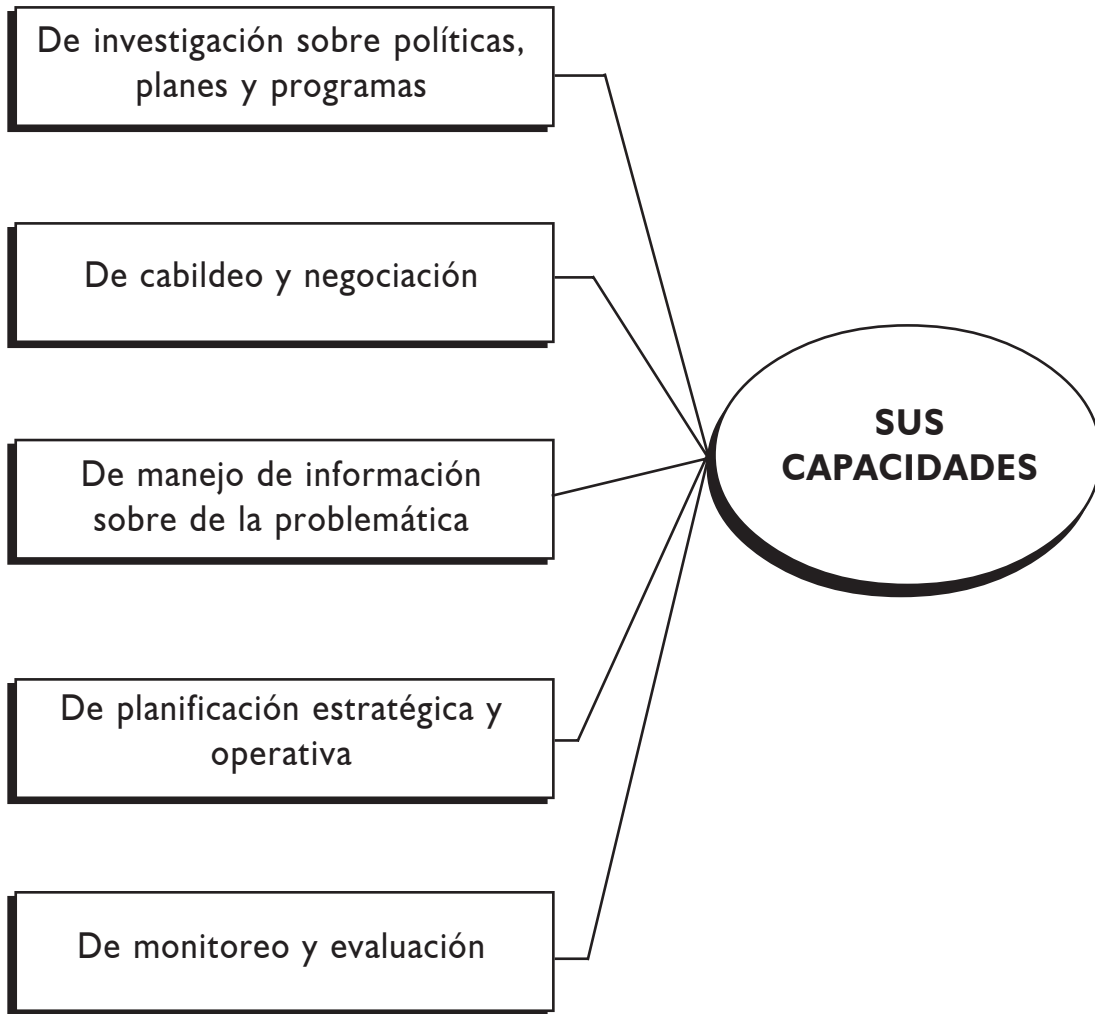 De investigación sobre políticas,
planes y programas
De cabildeo y negociación
De manejo de información
sobre de la problemática
De planificación estratégica y
operativa
De monitoreo y evaluación
SUS
CAPACIDADES